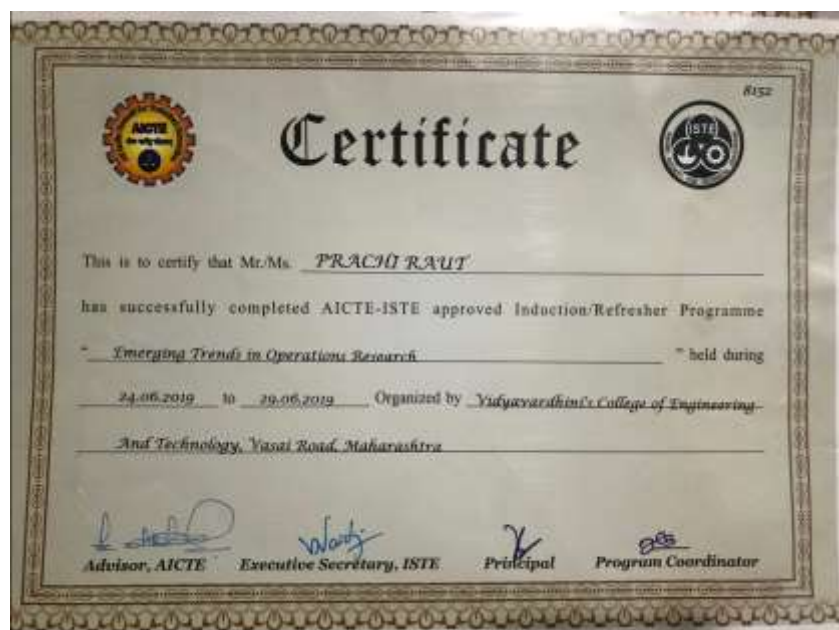 8152
AICTE
ISTE
Certificate
This is to certify that Mr./Ms. PRACHI RAUT
has successfully completed AICTE-ISTE approved Induction/Refresher Programme
" Emerging Trends in Operations Research " held during
24.06.2019 to 29.06.2019 Organized by Vidyavardhini's College of Engineering
And Technology, Vasai Road, Maharashtra
Advisor, AICTE Executive Secretary, ISTE Principal Program Coordinator